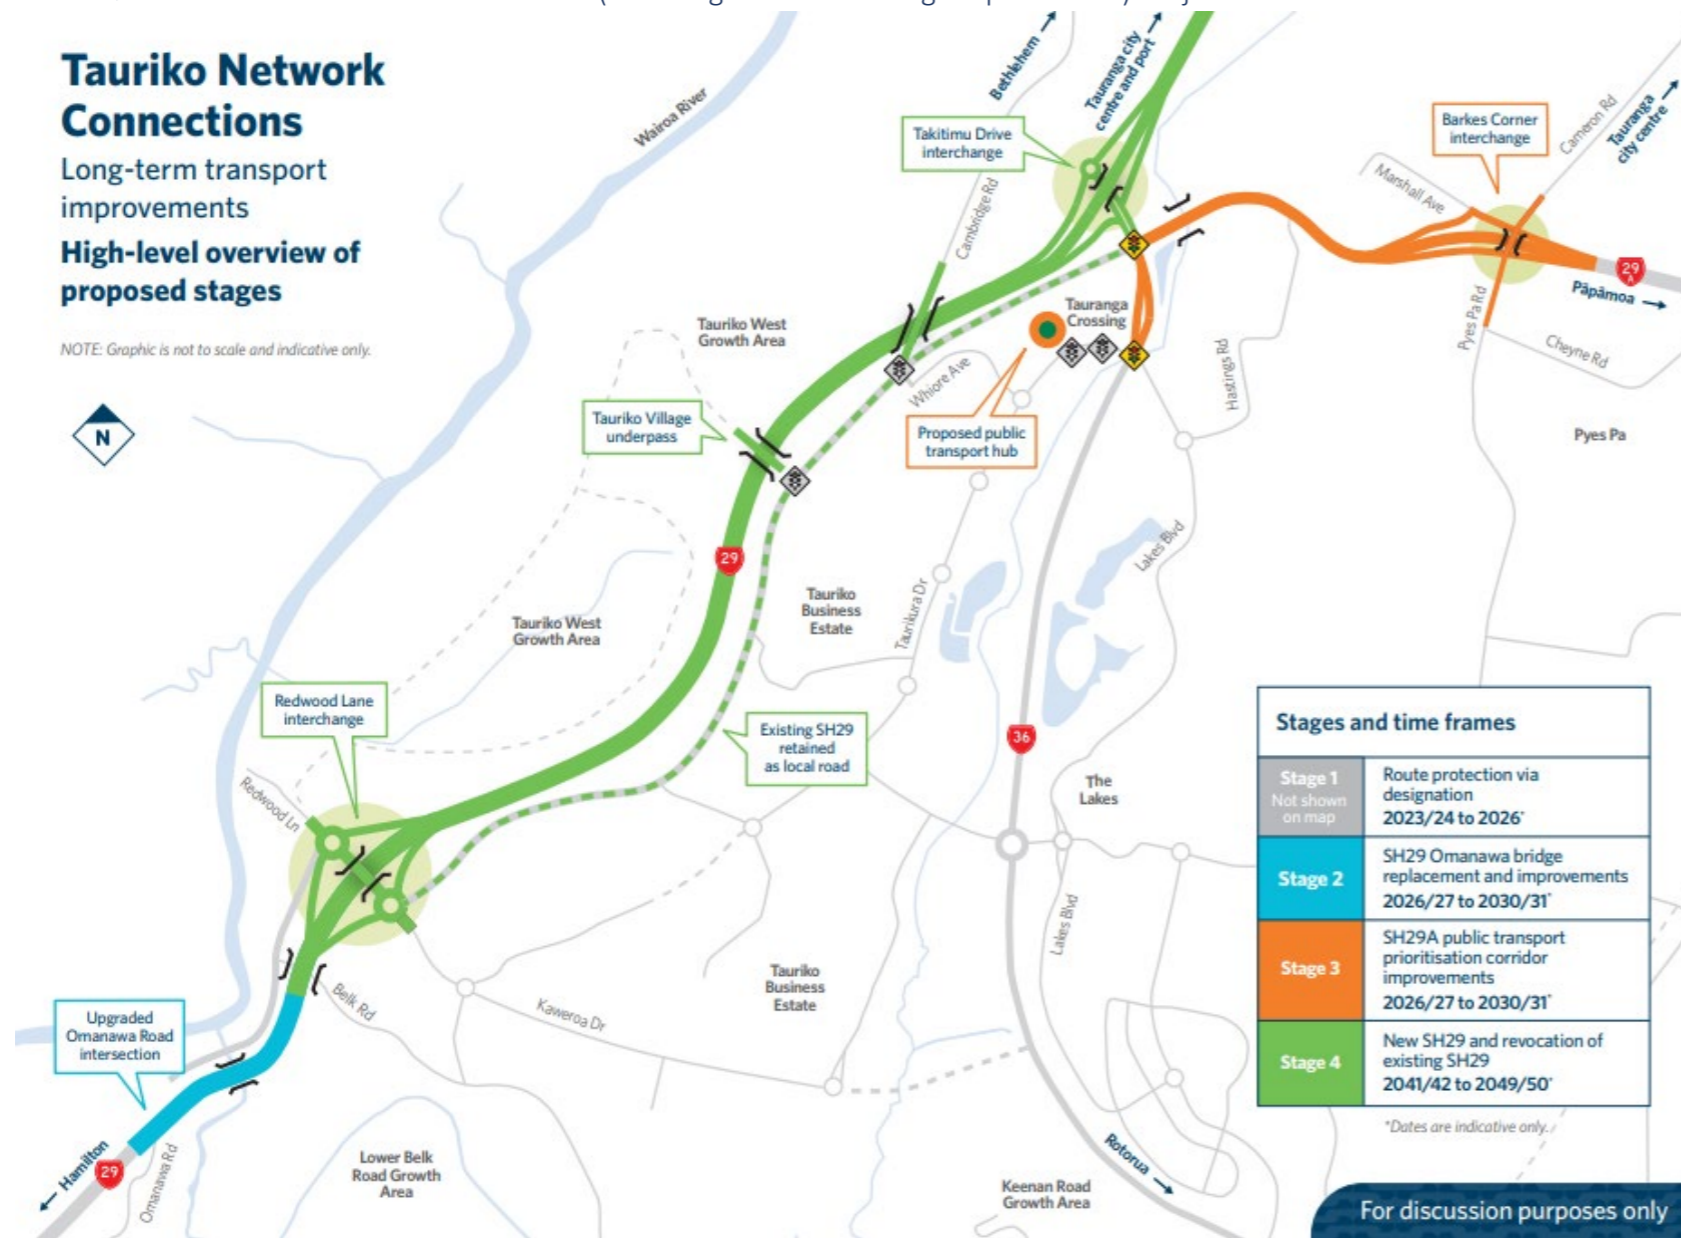 Tauriko Network
Connections
Long-term transport
improvements
High-level overview of
proposed stages
NOTE: Graphic is not to scale and indicative only.
N
Wairoa River
Bethlehem
Tauranga city
centre and port
Takitimu Drive
interchange
Cambridge Rd
Barkes Corner
interchange
Cameron Rd
Tauranga
city centre
Marshall Ave
29
A
Pāpāmoa
Pyes Pa Rd
Cheyne Rd
Pyes Pa
Hastings Rd
Tauranga
Crossing
Tauriko West
Growth Area
Whiore Ave
Tauriko Village
underpass
Proposed public
transport hub
Lakes Blvd
29
Tauriko
Business
Estate
Taurikura Dr
Tauriko West
Growth Area
Redwood Lane
interchange
Existing SH29
retained
as local road
36
The
Lakes
Redwood Ln
Lakes Blvd
Belk Rd
Kaweroa Dr
Tauriko
Business
Estate
Upgraded
Omanawa Road
intersection
Hamilton
29
Omanawa Rd
Lower Belk
Road Growth
Area
Rotorua
Keenan Road
Growth Area
Stages and time frames
Stage 1
Not shown
on map
Route protection via
designation
2023/24 to 2026*
Stage 2
SH29 Omanawa bridge
replacement and improvements
2026/27 to 2030/31*
Stage 3
SH29A public transport
prioritisation corridor
improvements
2026/27 to 2030/31*
Stage 4
New SH29 and revocation of
existing SH29
2041/42 to 2049/50*
*Dates are indicative only.
For discussion purposes only